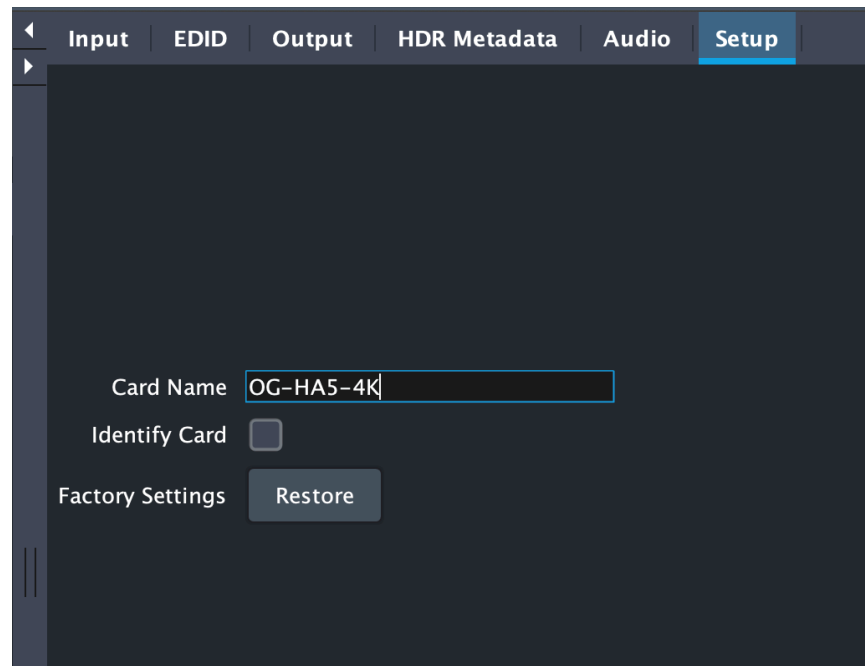 Input EDID Output HDR Metadata Audio Setup
Card Name OG-HA5-4K
Identify Card
Factory Settings Restore